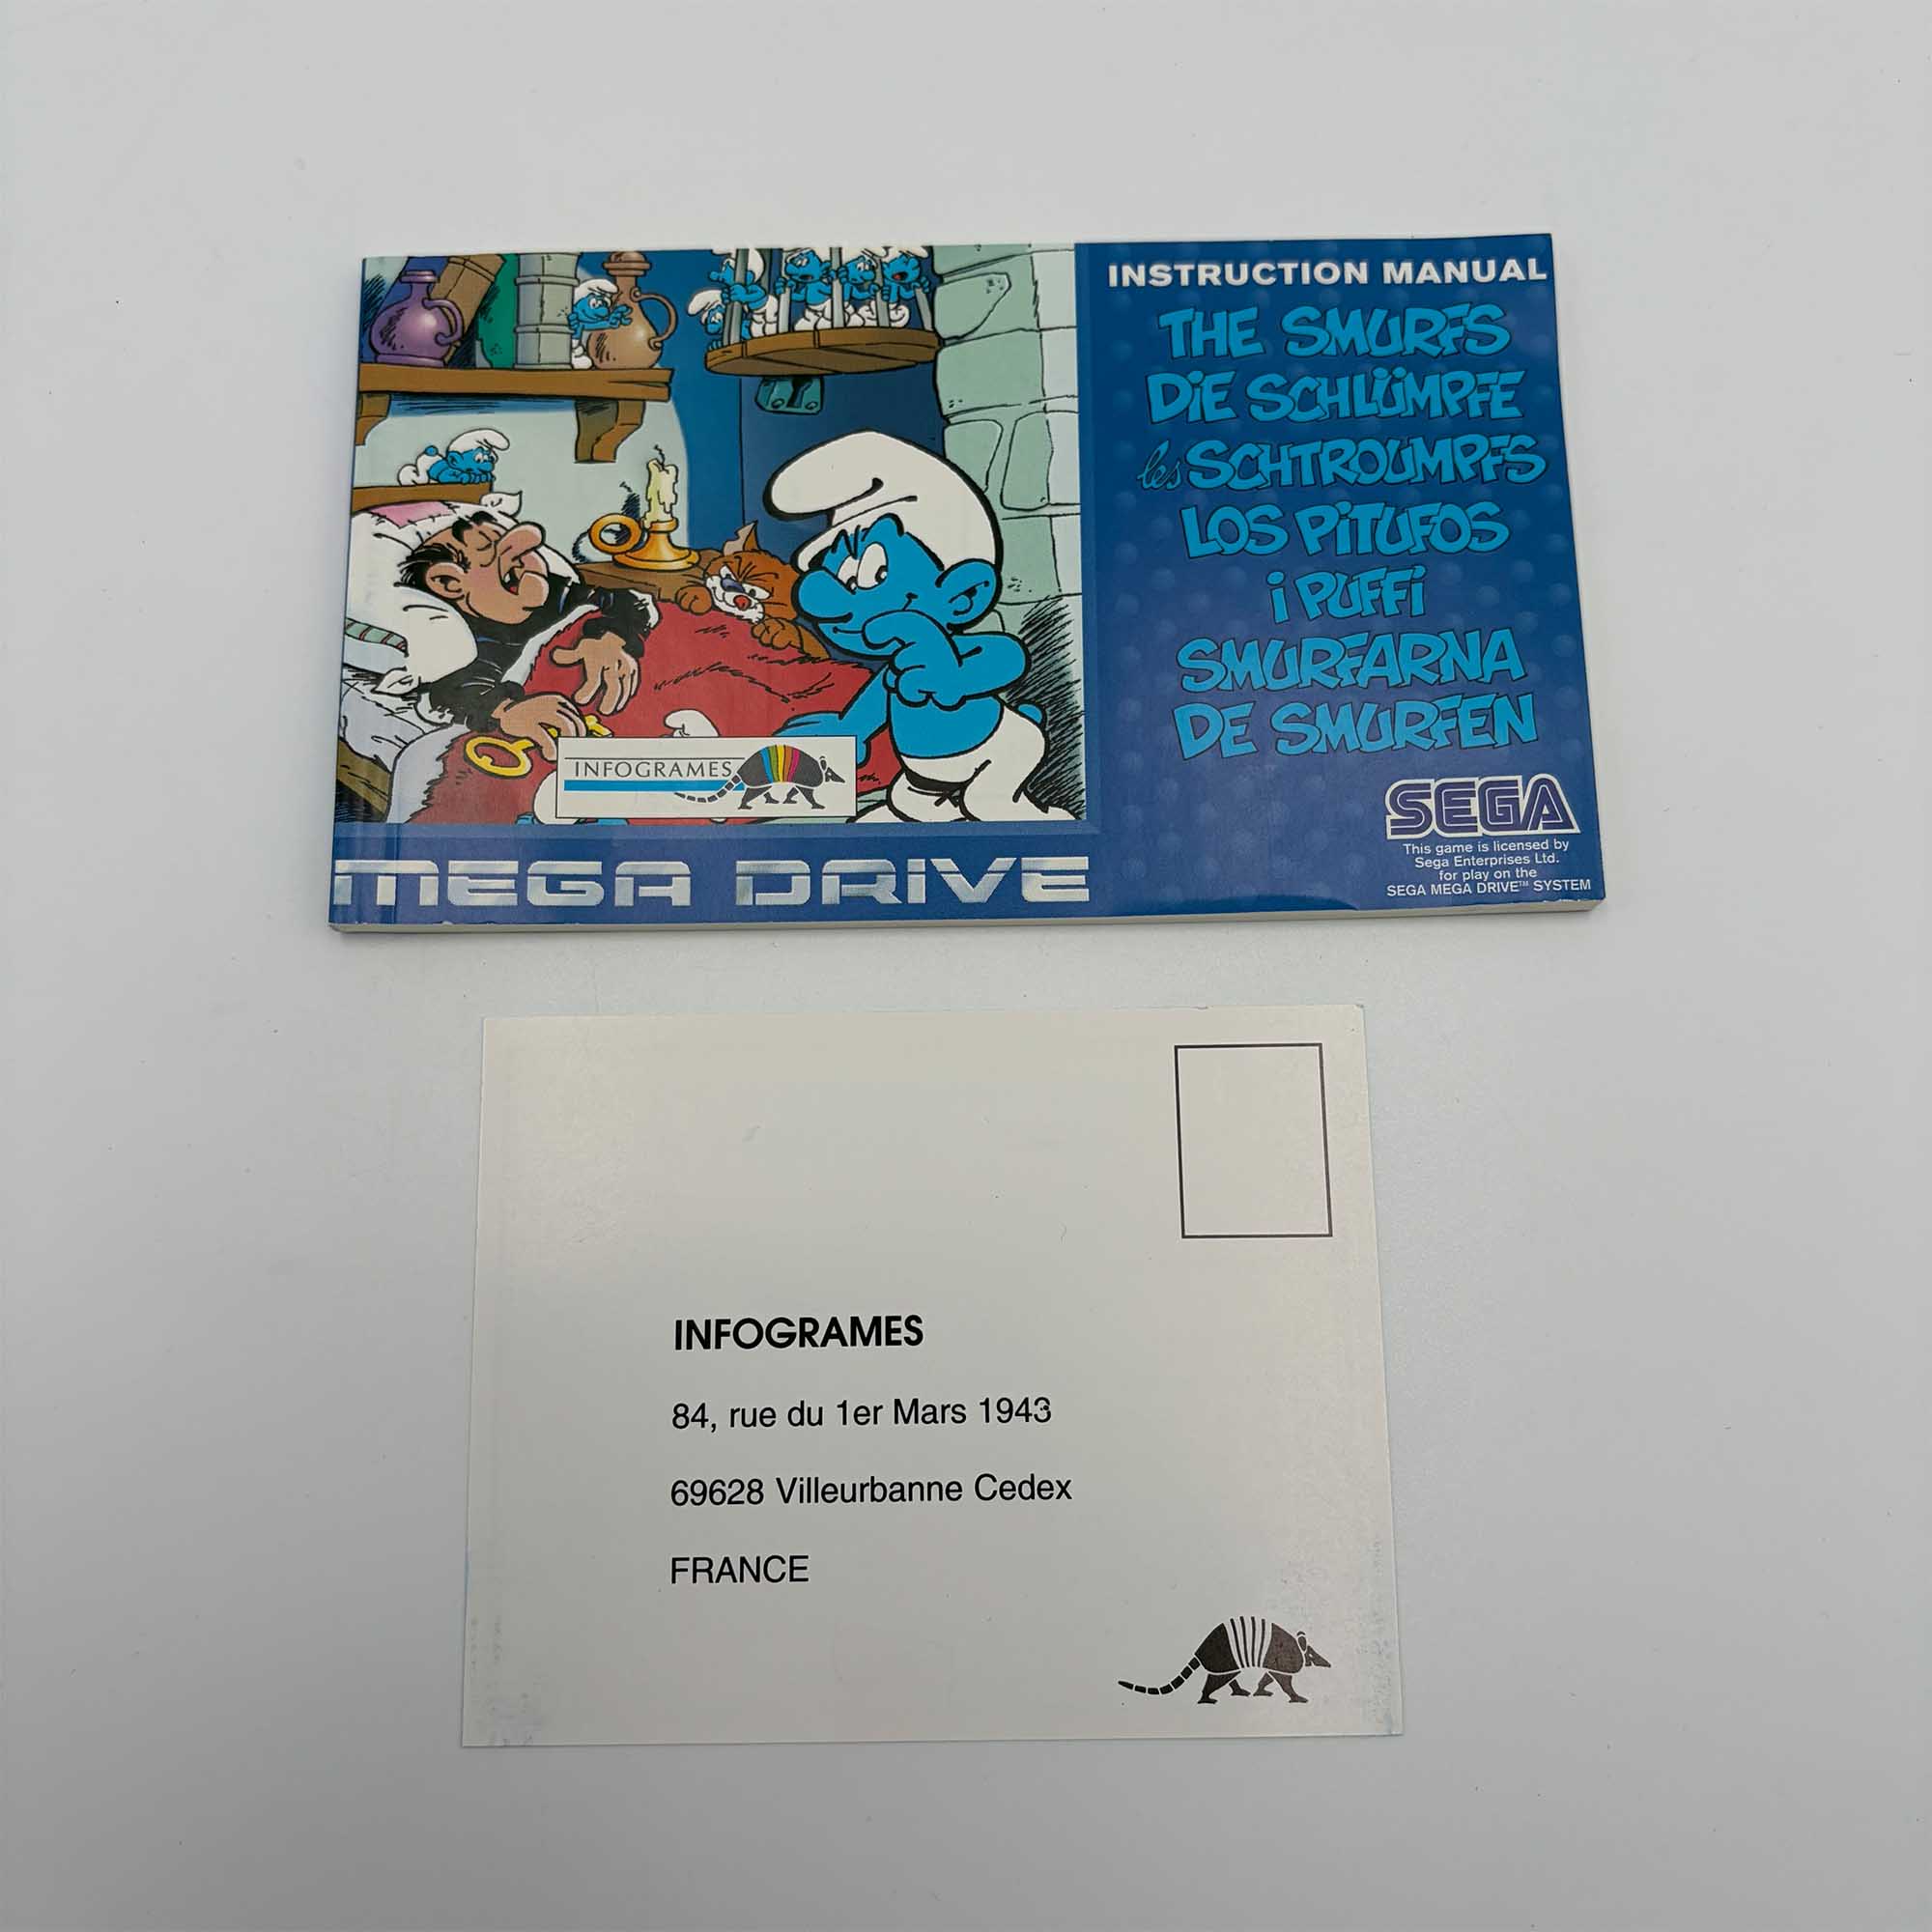 INSTRUCTION MANUAL
THE SMURFS
DiE SCHLÜMPFE
les SCHTROUMPFS
LOS PiTUFOS
i PUFFi
SMURFARNA
DE SMURFEN
INFOGRAMES
SEGA
This game is licensed by
Sega Enterprises Ltd.
for play on the
SEGA MEGA DRIVE™ SYSTEM
MEGA DRIVE
INFOGRAMES
84, rue du 1er Mars 1943
69628 Villeurbanne Cedex
FRANCE